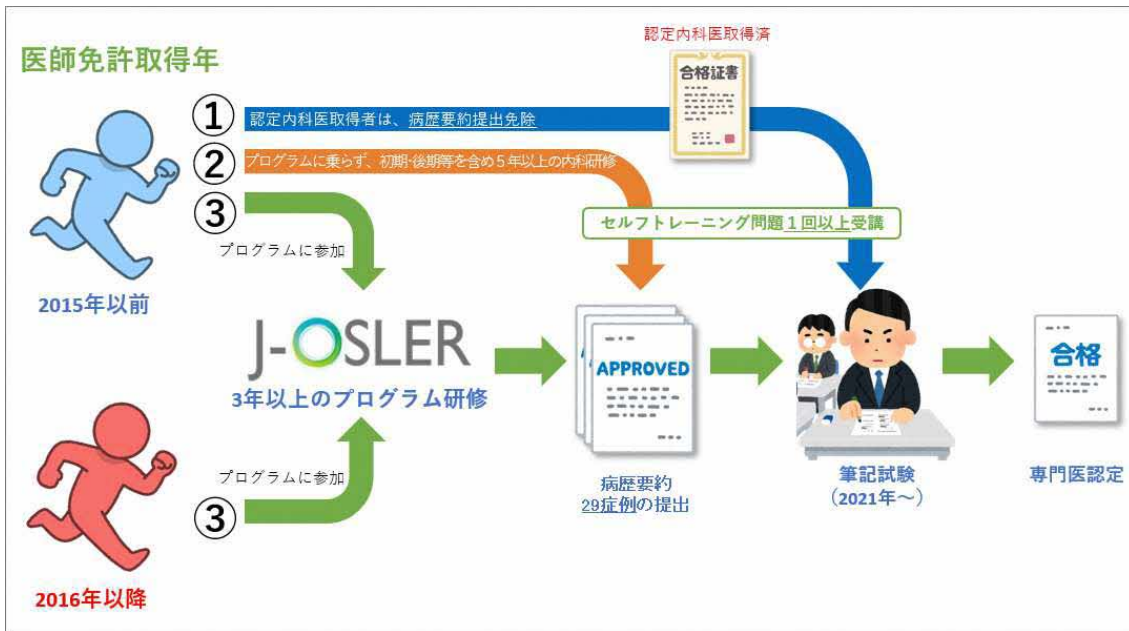 認定内科医取得済
合格証書
医師免許取得年
① 認定内科医取得者は、病歴要約提出免除
② プログラムに乗らず、初期・後期等を含め５年以上の内科研修
③
セルフトレーニング問題１回以上受講
プログラムに参加
2015年以前
J-OSLER
3年以上のプログラム研修
APPROVED
合格
プログラムに参加
③
病歴要約
29症例の提出
筆記試験
（2021年～）
専門医認定
2016年以降